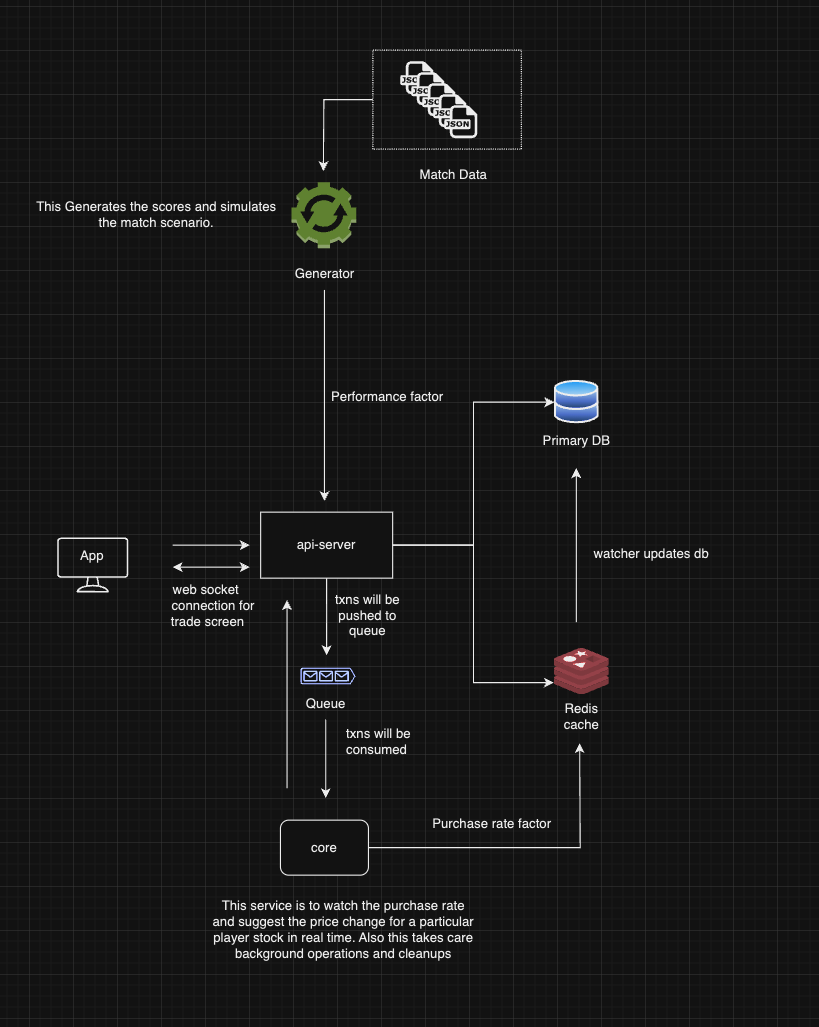 JSC
JSC
JSC
JSC
JSON
Match Data
This Generates the scores and simulates
the match scenario.
Generator
Performance factor
Primary DB
App
api-server
watcher updates db
web socket
connection for
trade screen
txns will be
pushed to
queue
Queue
Redis
cache
txns will be
consumed
Purchase rate factor
core
This service is to watch the purchase rate
and suggest the price change for a particular
player stock in real time. Also this takes care
background operations and cleanups